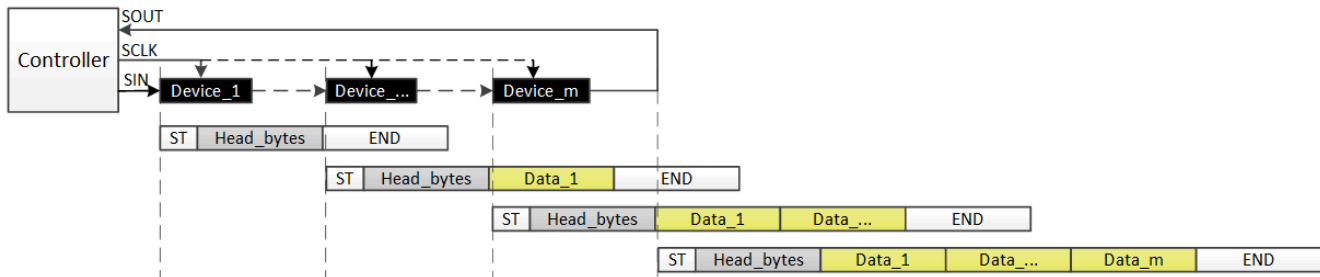 SOUT
Controller
SCLK
SIN
Device_1 Device_... Device_m
ST Head_bytes END
ST Head_bytes Data_1 END
ST Head_bytes Data_1 Data_... END
ST Head_bytes Data_1 Data_... Data_m END